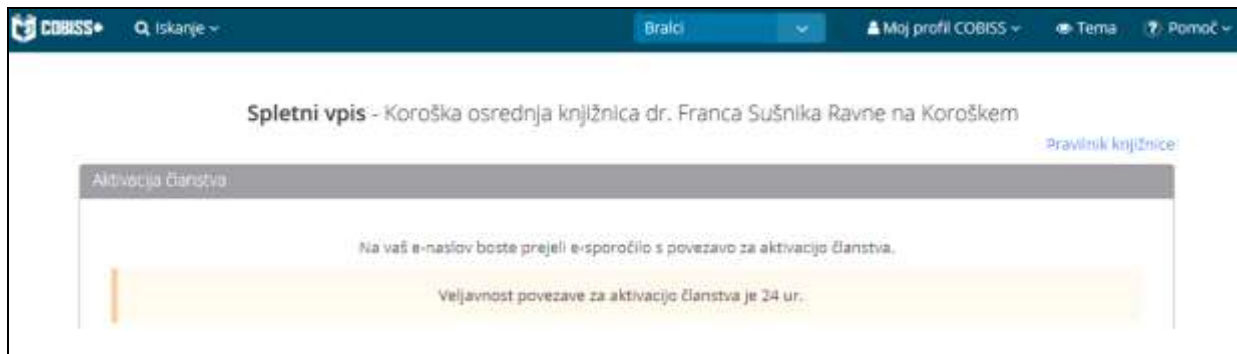 COBISS+ Iskanje Bralci Moj profil COBISS Tema Pomoč
Spletni vpis - Koroška osrednja knjižnica dr. Franca Sušnika Ravne na Koroškem
Pravilnik knjižnice
Aktivacija članstva
Na vaš e-naslov boste prejeli e-sporočilo s povezavo za aktivacijo članstva.
Veljavnost povezave za aktivacijo članstva je 24 ur.